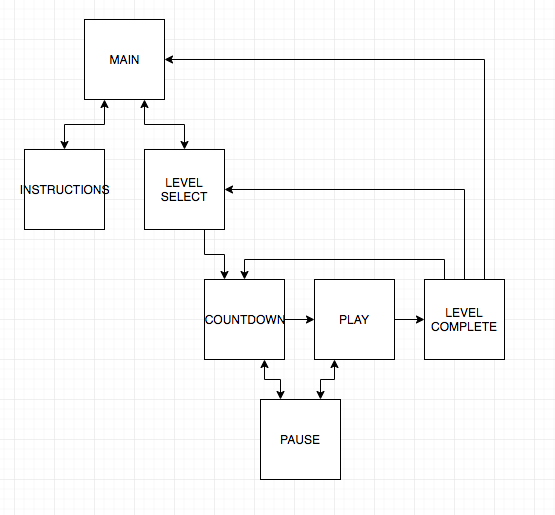 MAIN
INSTRUCTIONS
LEVEL
SELECT
COUNTDOWN
PLAY
LEVEL
COMPLETE
PAUSE